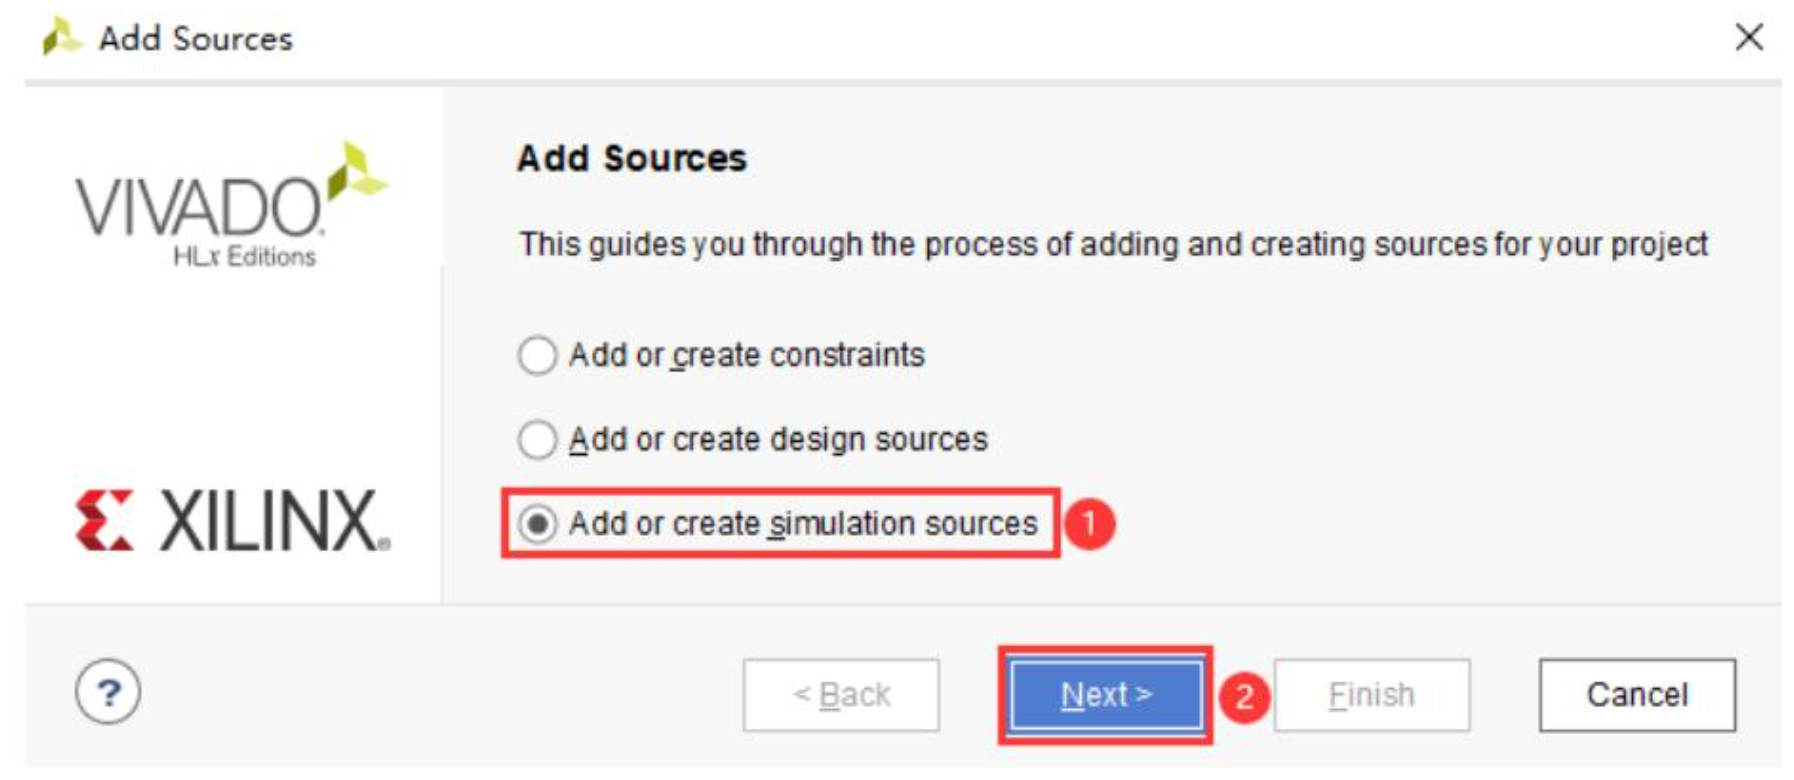 Add Sources
VIVADO.
HLx Editions
Add Sources
This guides you through the process of adding and creating sources for your project
Add or create constraints
Add or create design sources
Add or create simulation sources 1
XILINX.
? < Back Next > 2 Finish Cancel